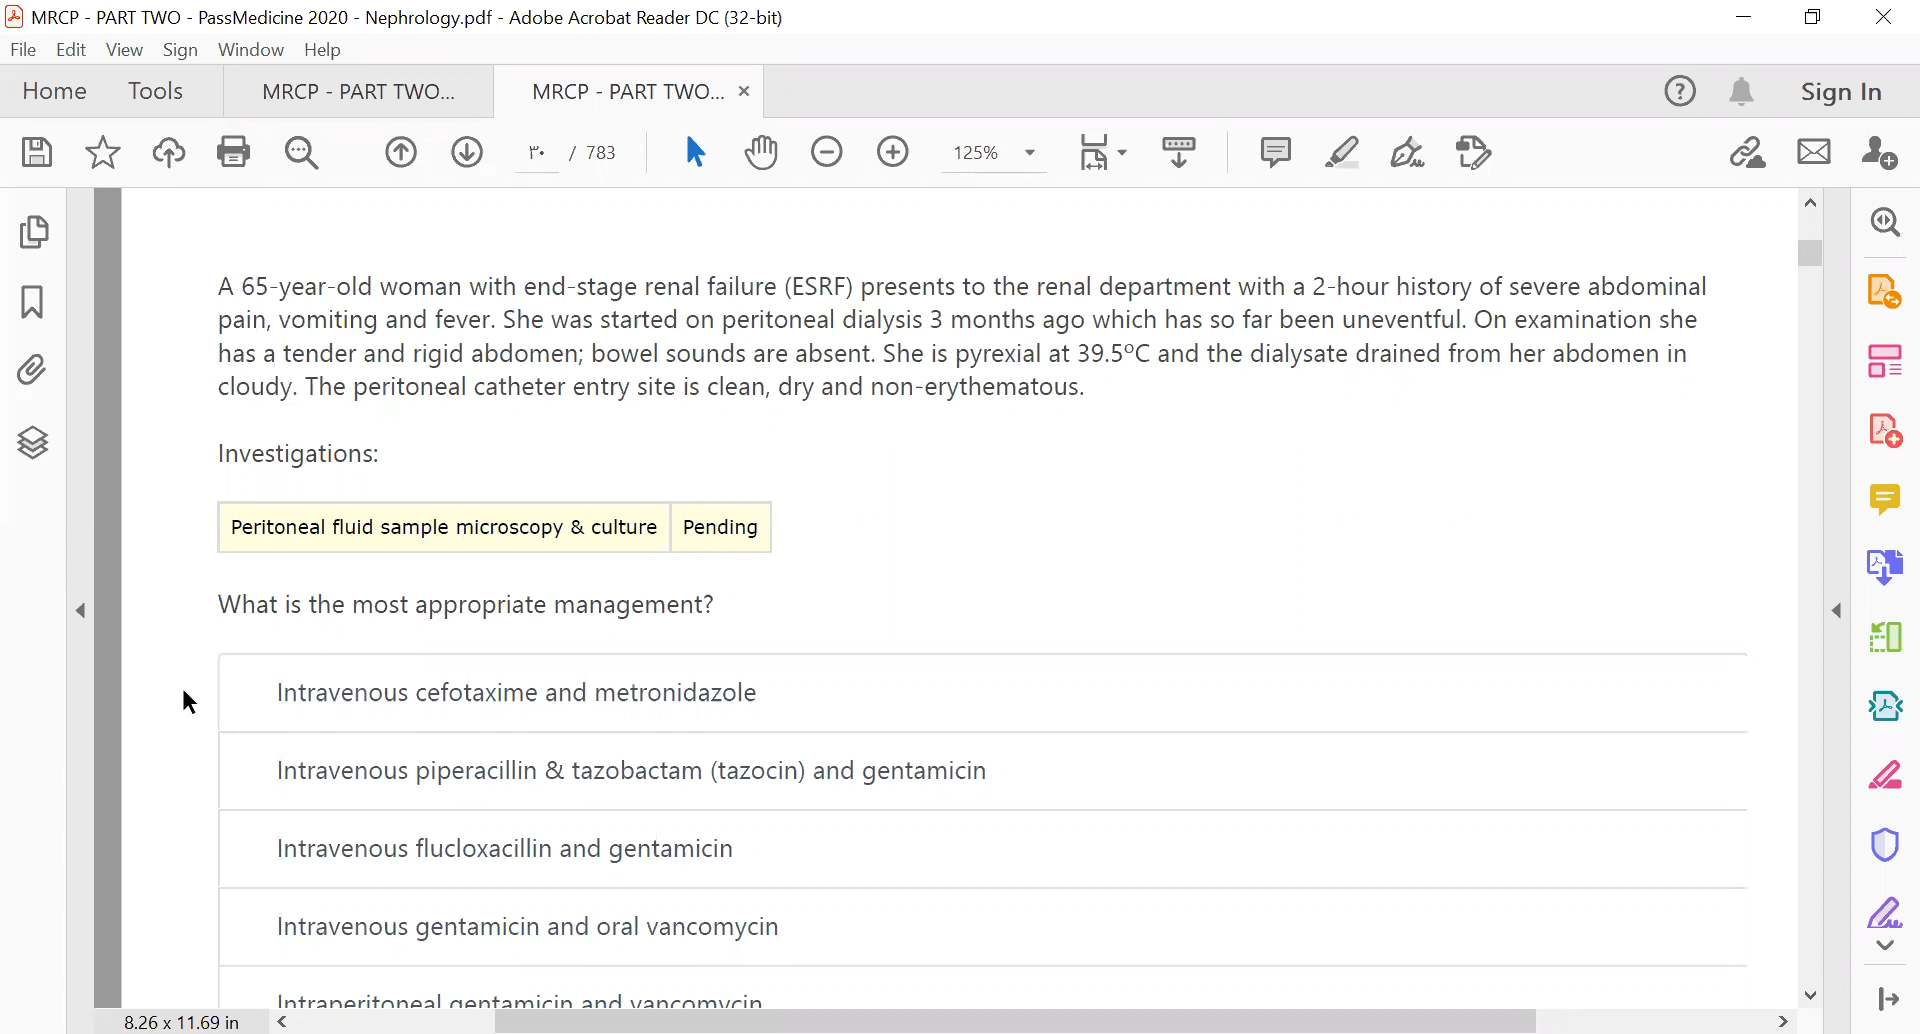 MRCP - PART TWO - PassMedicine 2020 - Nephrology.pdf - Adobe Acrobat Reader DC (32-bit)
File Edit View Sign Window Help
Home Tools MRCP - PART TWO... MRCP - PART TWO... × ? Sign In
٣٠ / 783 125%
A 65-year-old woman with end-stage renal failure (ESRF) presents to the renal department with a 2-hour history of severe abdominal
pain, vomiting and fever. She was started on peritoneal dialysis 3 months ago which has so far been uneventful. On examination she
has a tender and rigid abdomen; bowel sounds are absent. She is pyrexial at 39.5ºC and the dialysate drained from her abdomen in
cloudy. The peritoneal catheter entry site is clean, dry and non-erythematous.
Investigations:
Peritoneal fluid sample microscopy & culture Pending
What is the most appropriate management?
Intravenous cefotaxime and metronidazole
Intravenous piperacillin & tazobactam (tazocin) and gentamicin
Intravenous flucloxacillin and gentamicin
Intravenous gentamicin and oral vancomycin
Intraperitoneal gentamicin and vancomycin
8.26 x 11.69 in